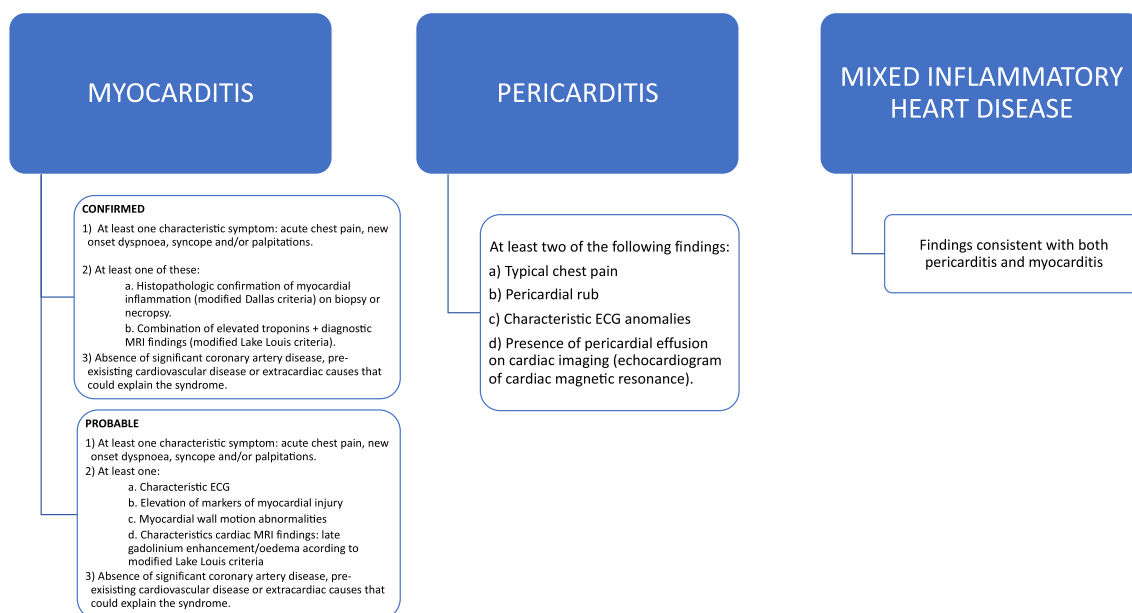 MYOCARDITIS
CONFIRMED
1) At least one characteristic symptom: acute chest pain, new
onset dyspnoea, syncope and/or palpitations.
2) At least one of these:
a. Histopathologic confirmation of myocardial
inflammation (modified Dallas criteria) on biopsy or
necropsy.
b. Combination of elevated troponins + diagnostic
MRI findings (modified Lake Louis criteria).
3) Absence of significant coronary artery disease, pre-
exisisting cardiovascular disease or extracardiac causes that
could explain the syndrome.
PROBABLE
1) At least one characteristic symptom: acute chest pain, new
onset dyspnoea, syncope and/or palpitations.
2) At least one:
a. Characteristic ECG
b. Elevation of markers of myocardial injury
c. Myocardial wall motion abnormalities
d. Characteristics cardiac MRI findings: late
gadolinium enhancement/oedema acording to
modified Lake Louis criteria
3) Absence of significant coronary artery disease, pre-
exisisting cardiovascular disease or extracardiac causes that
could explain the syndrome.
PERICARDITIS
At least two of the following findings:
a) Typical chest pain
b) Pericardial rub
c) Characteristic ECG anomalies
d) Presence of pericardial effusion
on cardiac imaging (echocardiogram
of cardiac magnetic resonance).
MIXED INFLAMMATORY
HEART DISEASE
Findings consistent with both
pericarditis and myocarditis